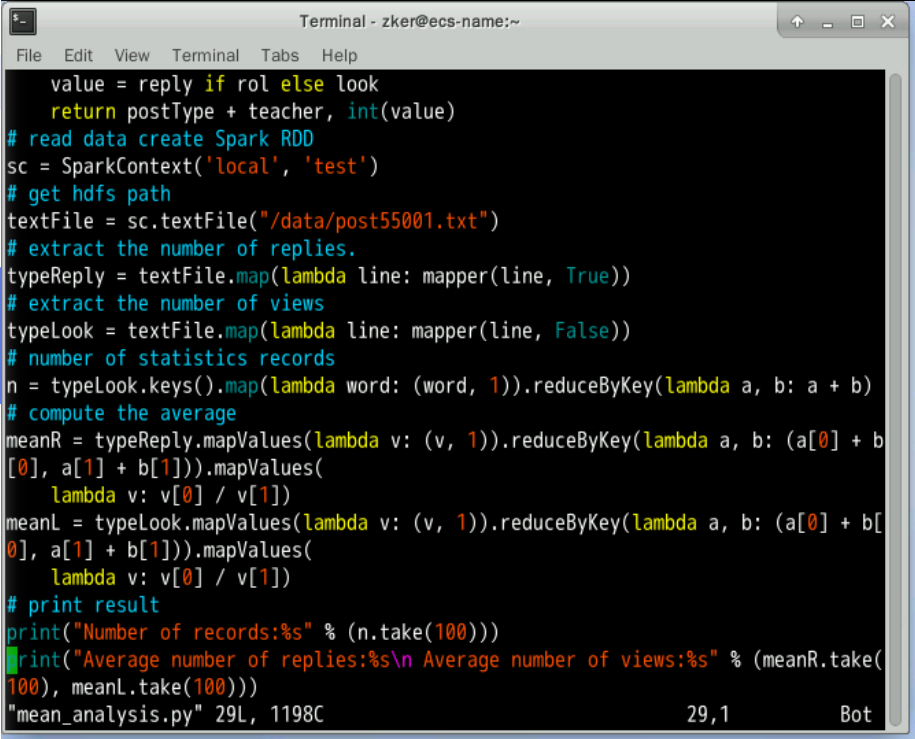 Terminal - zker@ecs-name:~
File Edit View Terminal Tabs Help
    value = reply if rol else look
    return postType + teacher, int(value)
# read data create Spark RDD
sc = SparkContext('local', 'test')
# get hdfs path
textFile = sc.textFile("/data/post55001.txt")
# extract the number of replies.
typeReply = textFile.map(lambda line: mapper(line, True))
# extract the number of views
typeLook = textFile.map(lambda line: mapper(line, False))
# number of statistics records
n = typeLook.keys().map(lambda word: (word, 1)).reduceByKey(lambda a, b: a + b)
# compute the average
meanR = typeReply.mapValues(lambda v: (v, 1)).reduceByKey(lambda a, b: (a[0] + b
[0], a[1] + b[1])).mapValues(
    lambda v: v[0] / v[1])
meanL = typeLook.mapValues(lambda v: (v, 1)).reduceByKey(lambda a, b: (a[0] + b[
0], a[1] + b[1])).mapValues(
    lambda v: v[0] / v[1])
# print result
print("Number of records:%s" % (n.take(100)))
print("Average number of replies:%s\n Average number of views:%s" % (meanR.take(
100), meanL.take(100)))
"mean_analysis.py" 29L, 1198C 29,1 Bot